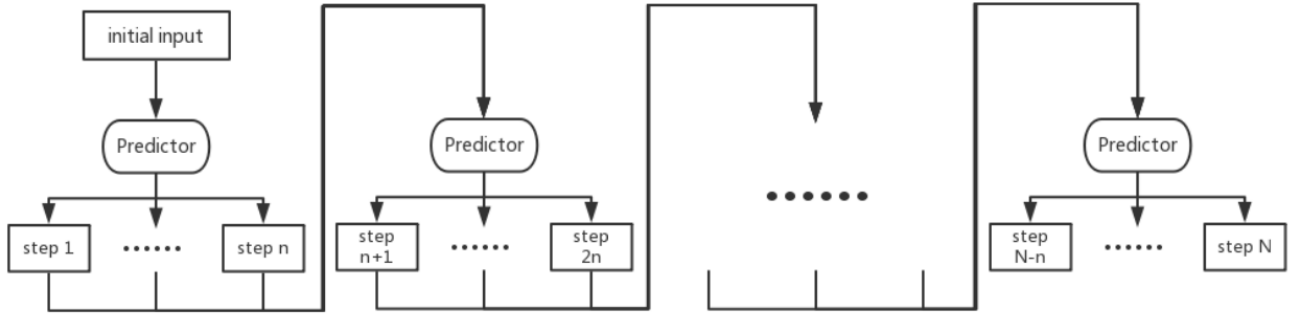 initial input
Predictor
Predictor
Predictor
step 1
......
step n
step
n+1
......
step
2n
......
step
N-n
......
step N